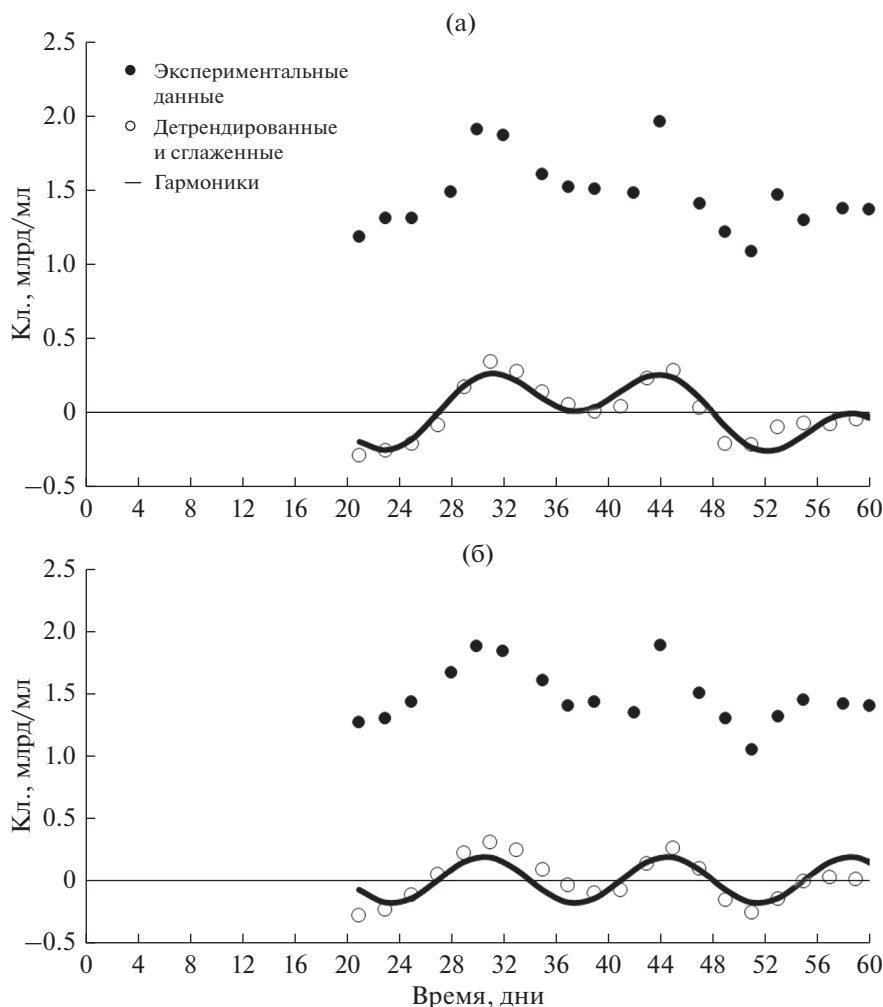 (а)
2.5
2.0
1.5
1.0
0.5
0
−0.5
Кл., млрд/мл
Экспериментальные
данные
Детрендированные
и сглаженные
Гармоники
0 4 8 12 16 20 24 28 32 36 40 44 48 52 56 60
(б)
2.5
2.0
1.5
1.0
0.5
0
−0.5
Кл., млрд/мл
0 4 8 12 16 20 24 28 32 36 40 44 48 52 56 60
Время, дни